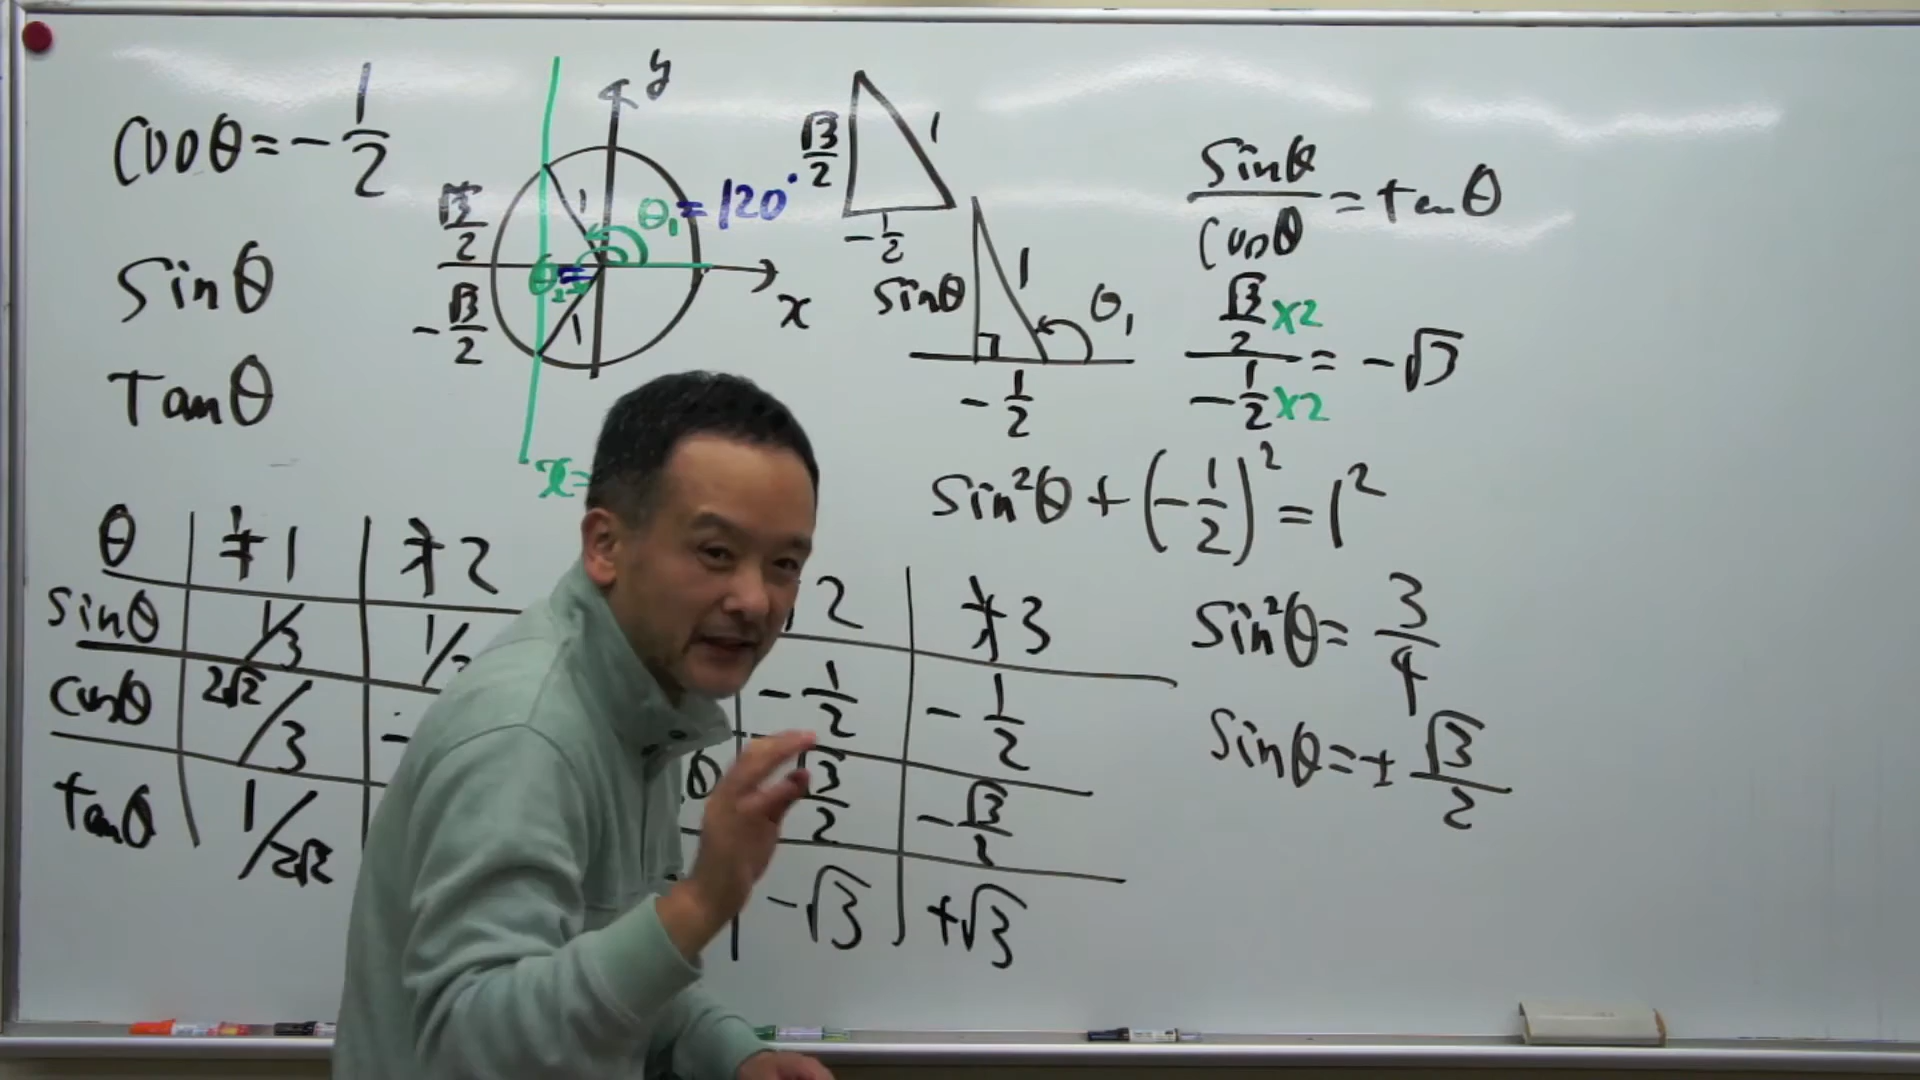 cosθ = -1/2
sinθ
tanθ
y
x
√3/2
-√3/2
1
1
θ₁ = 120°
θ₂ =
x=
√3/2
1
-1/2
sinθ
1
θ₁
-1/2
sinθ/cosθ = tanθ
√3/2 ×2
-1/2 ×2
= -√3
sin²θ + (-1/2)² = 1²
sin²θ = 3/4
sinθ = ± √3/2
θ
sinθ 1/3
cosθ 2√2/3
tanθ 1/2√2
2
-1/2 -1/2
√3/2 -√3/2
-√3 +√3